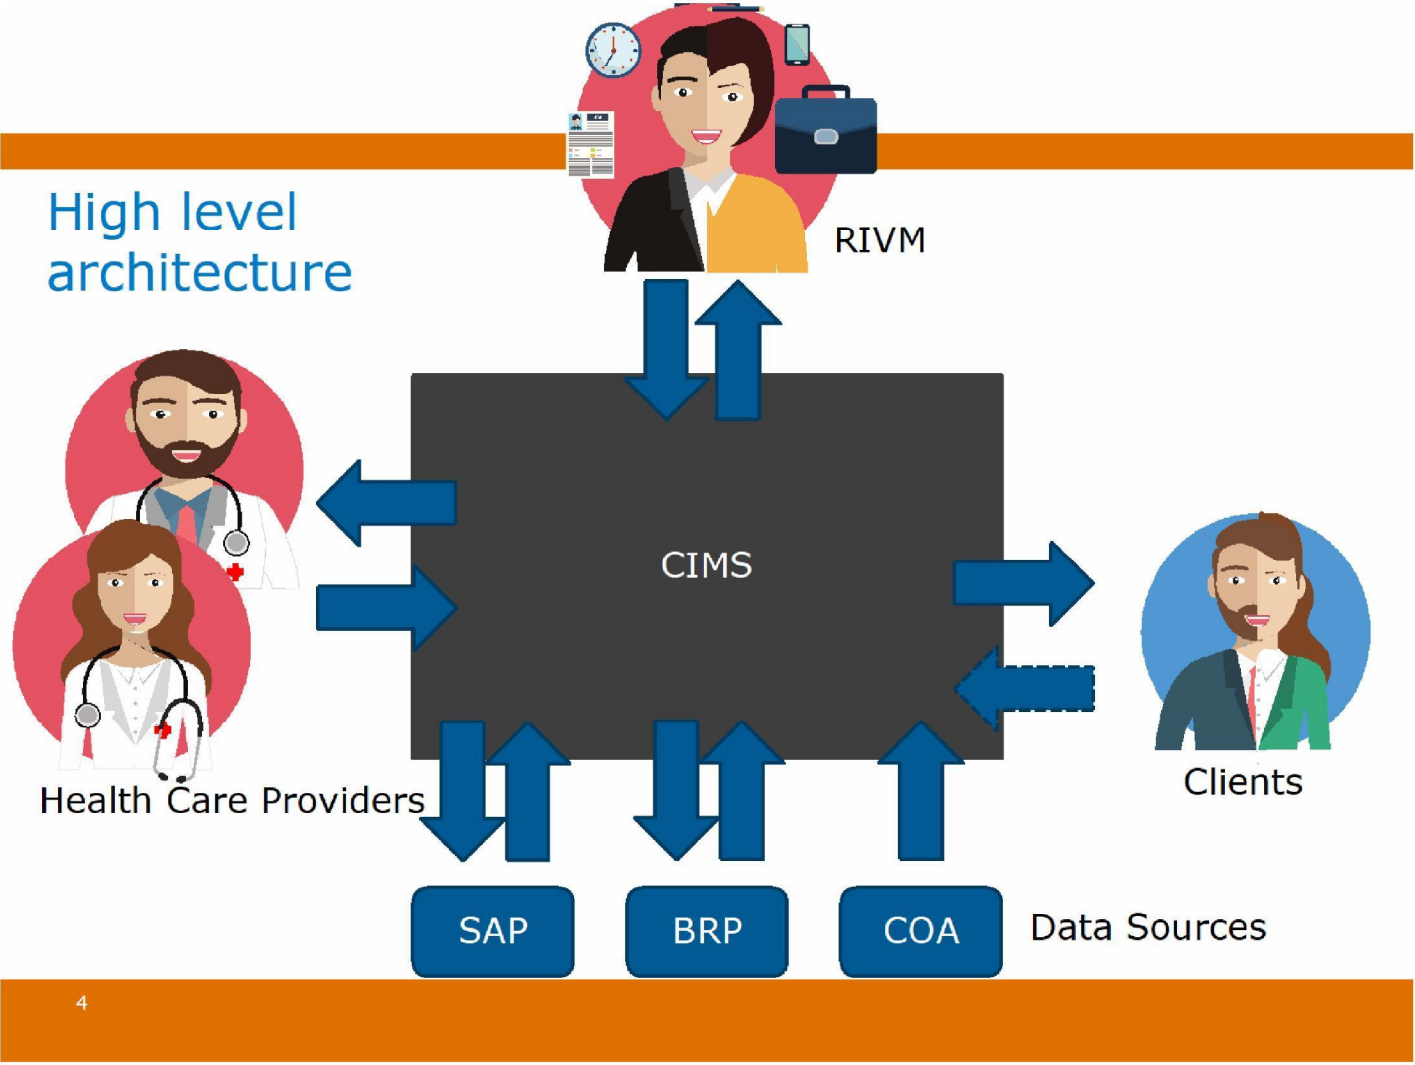 RIVM
High level
architecture
CIMS
Health Care Providers
Clients
SAP
BRP
COA
Data Sources
4